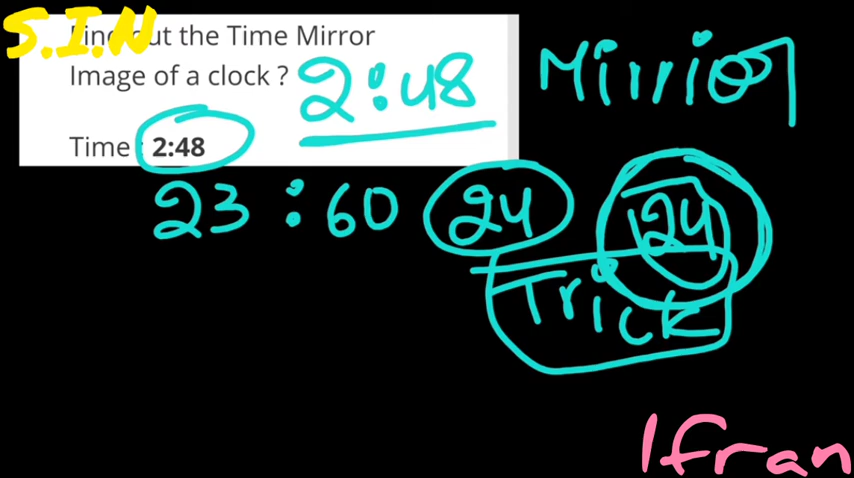 S.I.N
Find out the Time Mirror
Image of a clock ?
2:48
Mirrior
Time : 2:48
23 : 60 24 24
Trick
Ifran